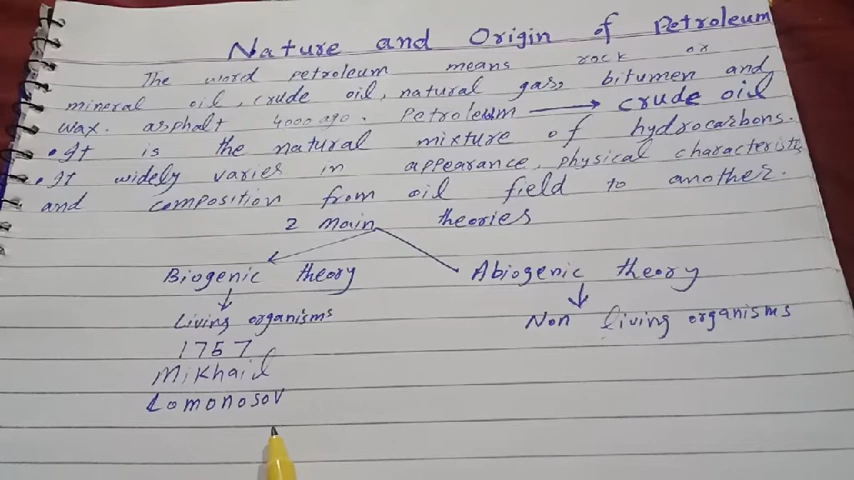 Nature and Origin of Petroleum
The word petroleum means rock or
mineral oil, crude oil, natural gas, bitumen and
wax. asphalt 4000 ago. Petroleum → crude oil
• It is the natural mixture of hydrocarbons.
• It widely varies in appearance, physical characteristics
and composition from oil field to another.
2 main theories
Biogenic theory Abiogenic theory
Living organisms Non living organisms
1757
Mikhail
Lomonosov